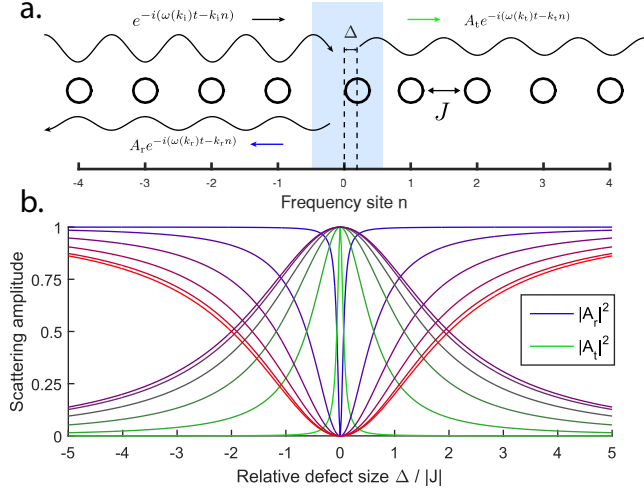 a.
e^{-i(ω(k_i)t-k_i n)}
A_t e^{-i(ω(k_t)t-k_t n)}
Δ
J
A_r e^{-i(ω(k_r)t-k_r n)}
-4 -3 -2 -1 0 1 2 3 4
Frequency site n
b.
1
0.75
0.5
0.25
0
Scattering amplitude
|A_r|²
|A_t|²
-5 -4 -3 -2 -1 0 1 2 3 4 5
Relative defect size Δ / |J|